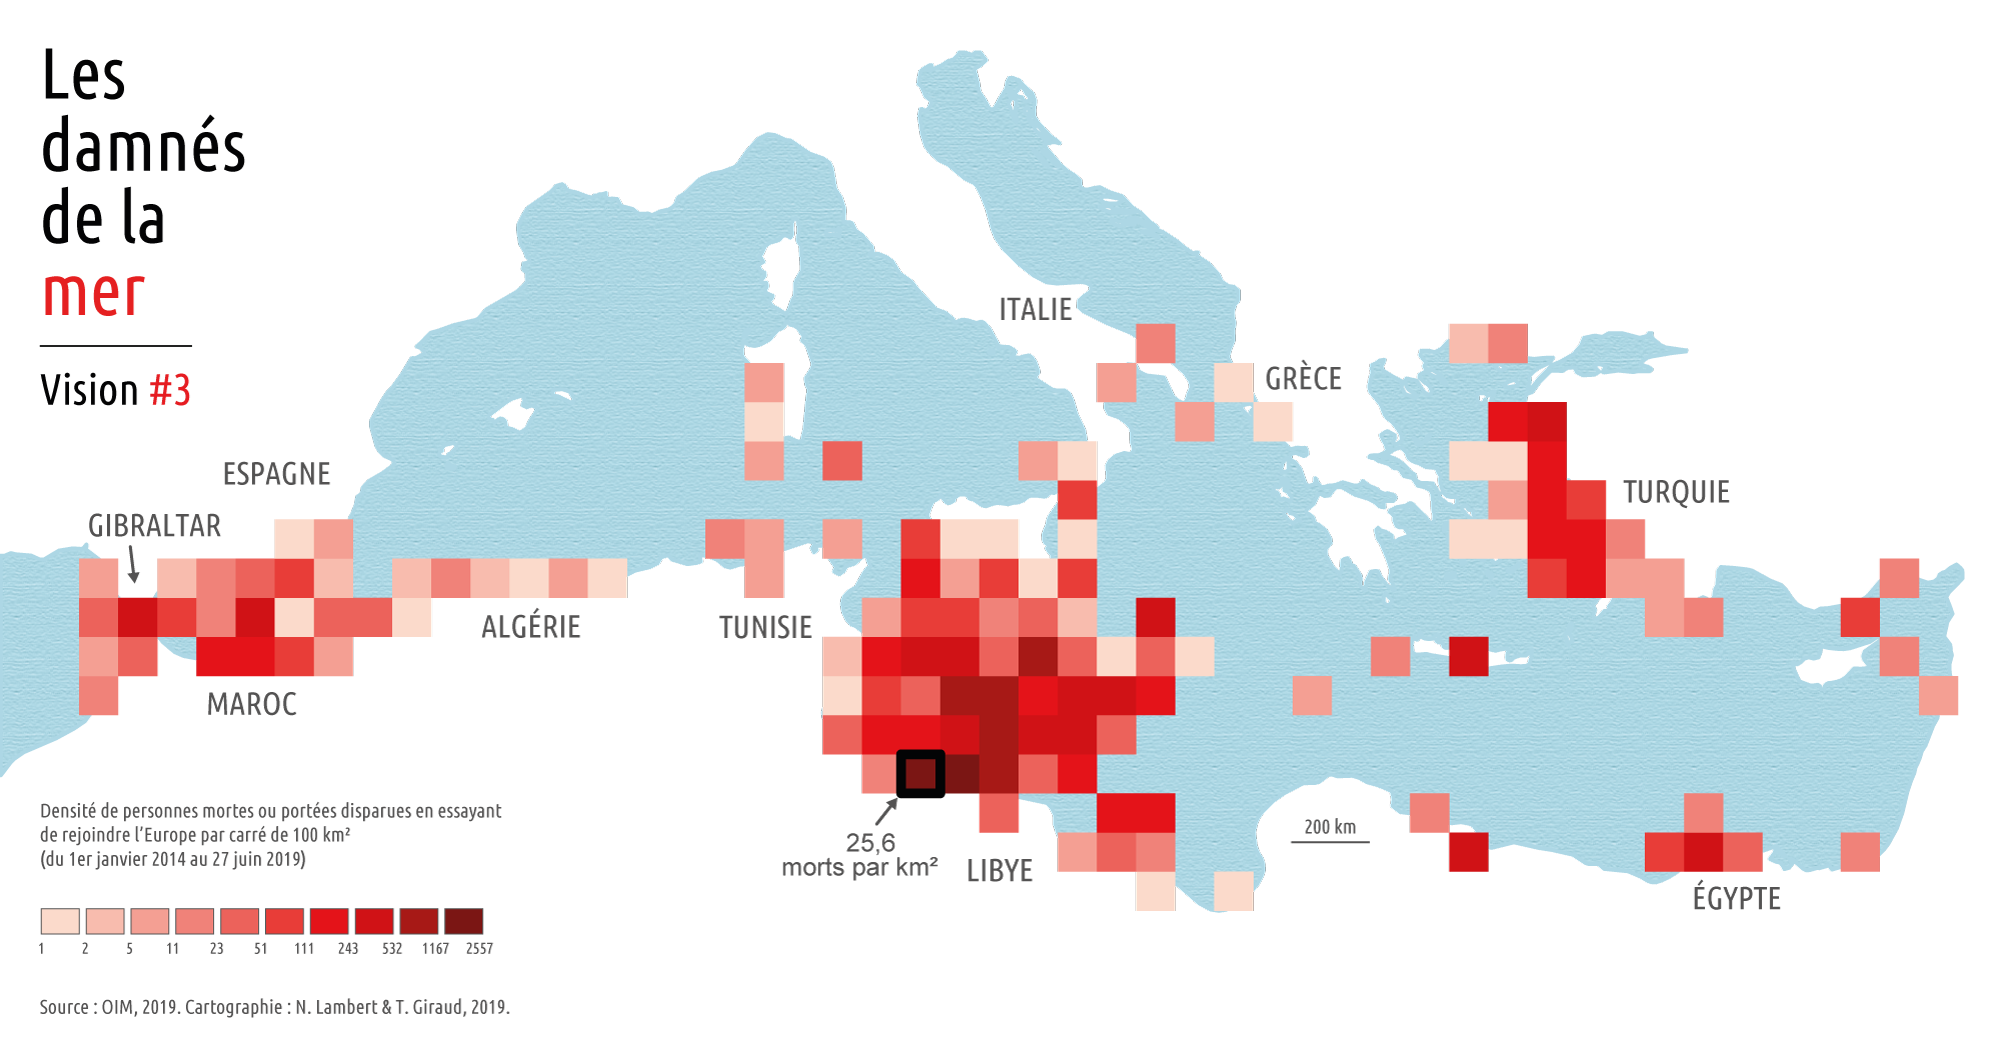 Les
damnés
de la
mer
Vision #3
ITALIE
GRÈCE
ESPAGNE
TURQUIE
GIBRALTAR
ALGÉRIE
TUNISIE
MAROC
Densité de personnes mortes ou portées disparues en essayant
de rejoindre l'Europe par carré de 100 km²
(du 1er janvier 2014 au 27 juin 2019)
25,6
morts par km²
200 km
LIBYE
ÉGYPTE
1 2 5 11 23 51 111 243 532 1167 2557
Source : OIM, 2019. Cartographie : N. Lambert & T. Giraud, 2019.